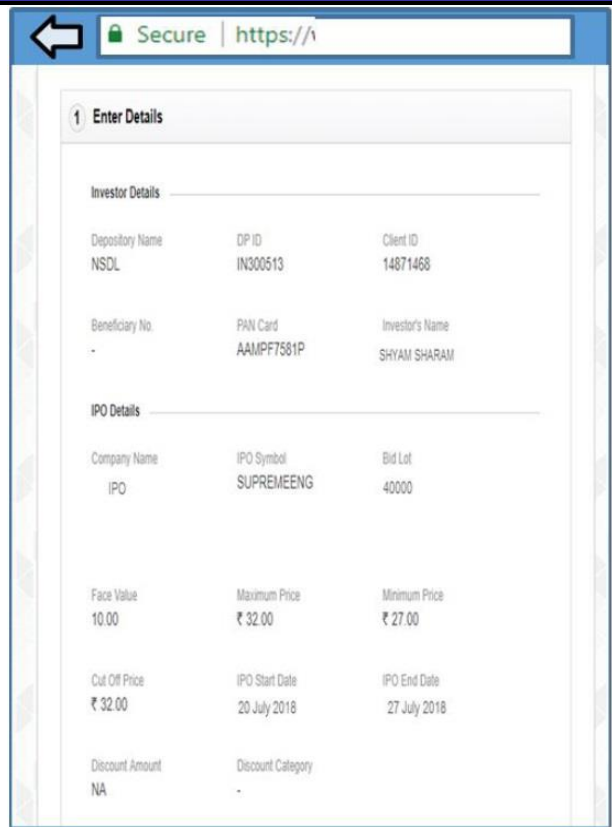 Secure | https://
1 Enter Details
Investor Details
Depository Name DP ID Client ID
NSDL IN300513 14871468
Beneficiary No. PAN Card Investor's Name
- AAMPF7581P SHYAM SHARAM
IPO Details
Company Name IPO Symbol Bid Lot
IPO SUPREMEENG 40000
Face Value Maximum Price Minimum Price
10.00 ₹ 32.00 ₹ 27.00
Cut Off Price IPO Start Date IPO End Date
₹ 32.00 20 July 2018 27 July 2018
Discount Amount Discount Category
NA -